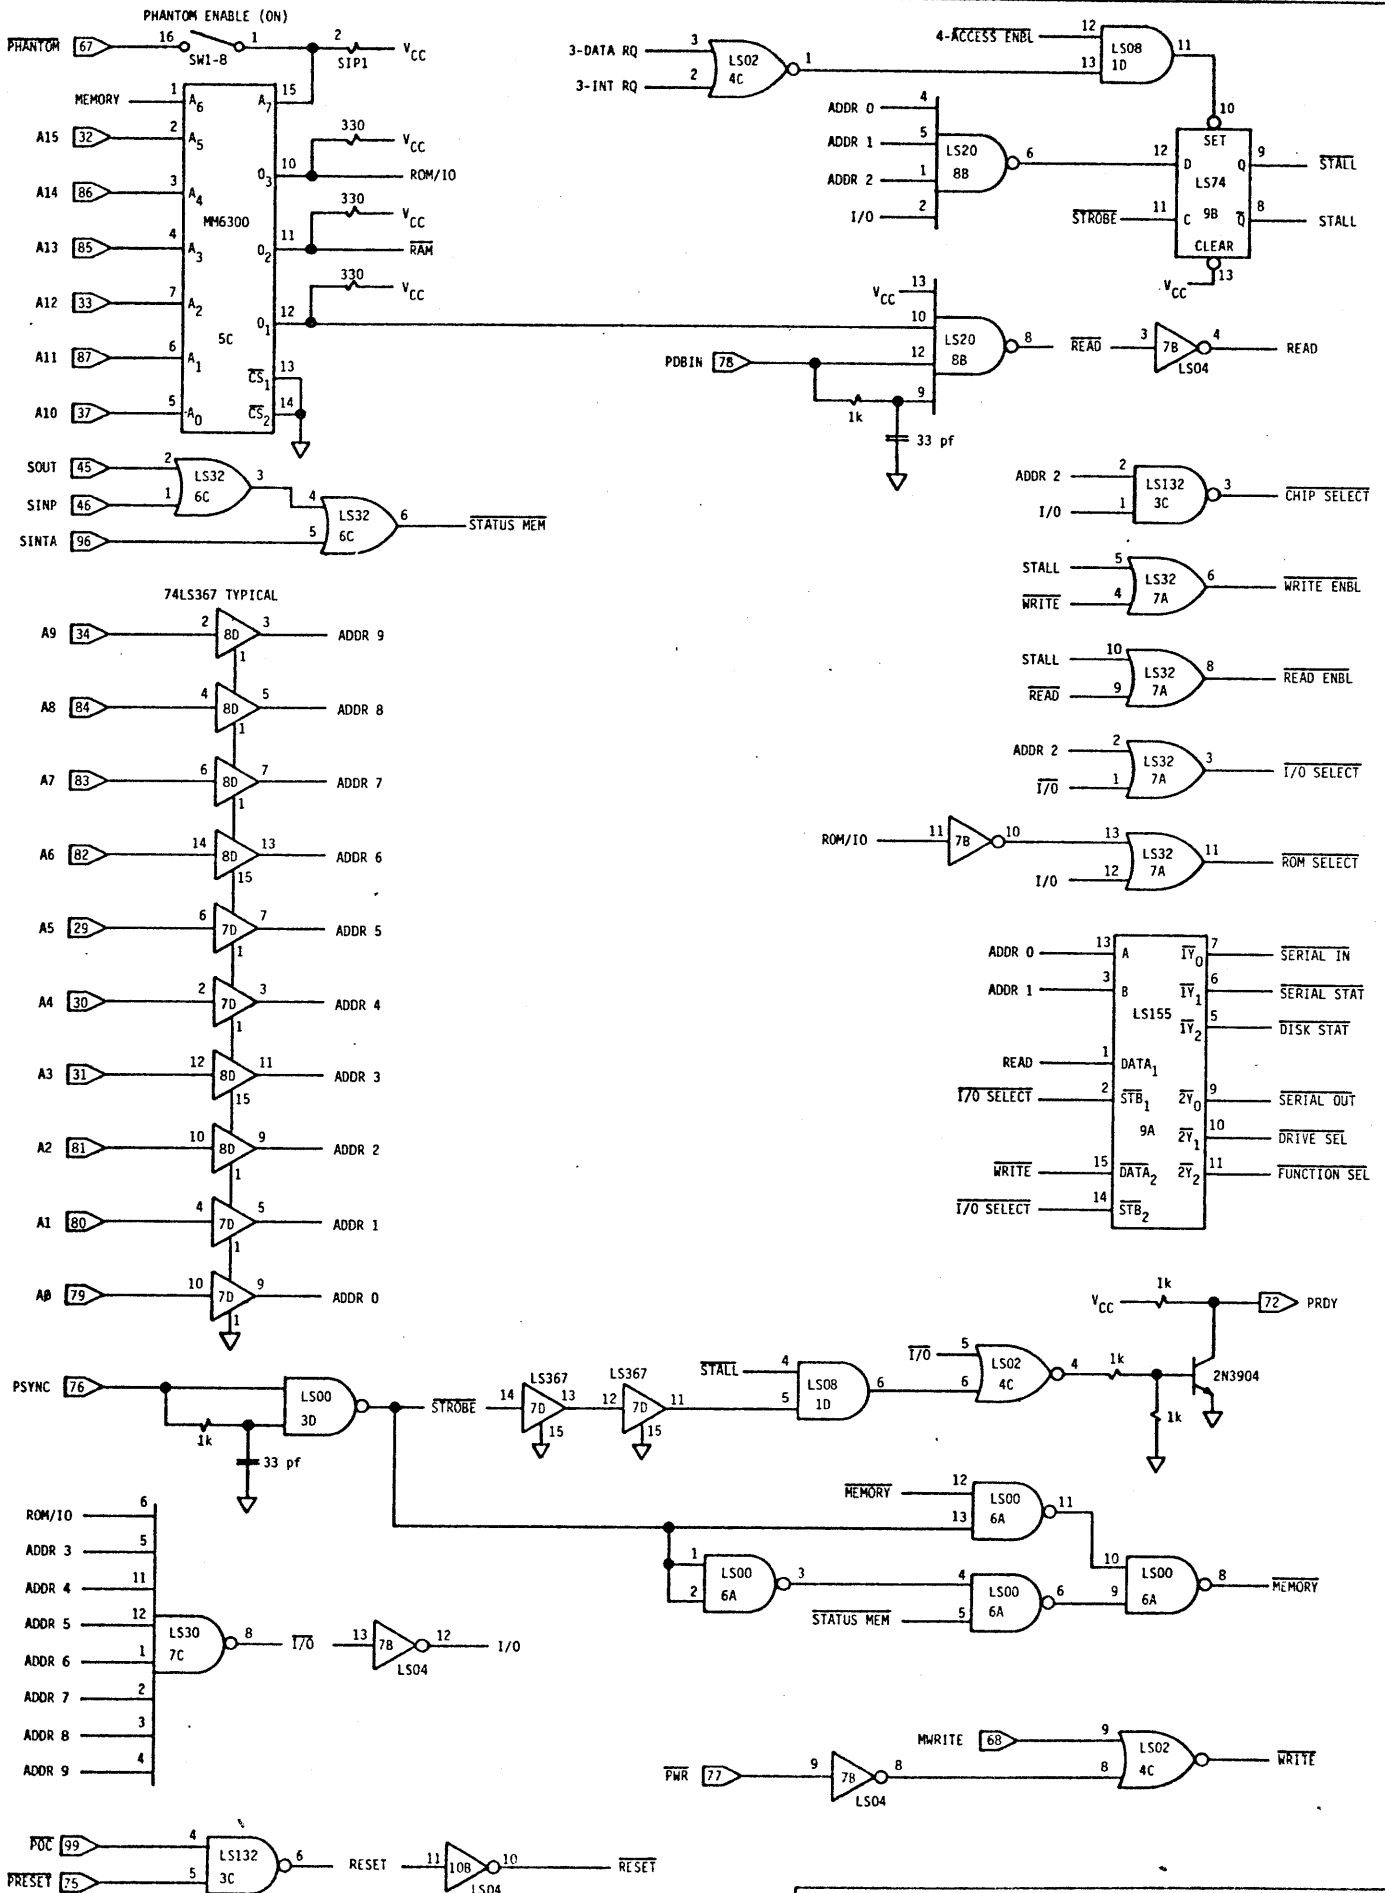 PHANTOM ENABLE (ON)
PHANTOM 67 16 1 2 VCC
SW1-8 SIP1
MEMORY 1 A6 A7 15
A15 32 2 A5
330 VCC
10 O3 ROM/IO
A14 86 3 A4
MM6300
330 VCC
A13 85 4 A3 O2 11 RAM
330 VCC
A12 33 7 A2
O1 12
5C
A11 87 6 A1
CS1 13
A10 37 5 A0 CS2 14
SOUT 45 2
LS32 6C 3
SINP 46 1
4 LS32 6C 6 STATUS MEM
SINTA 96 5
3-DATA RQ 3
LS02 4C 1
3-INT RQ 2
4-ACCESS ENBL 12
LS08 1D 11
13
ADDR 0 4
ADDR 1 5
LS20 8B 6
ADDR 2 1
I/O 2
10 SET
12 D Q 9 STALL
LS74
STROBE 11 C 9B Q 8 STALL
CLEAR
13 VCC
VCC 13
10
LS20 8B 8 READ 3 7B 4 READ
LS04
PDBIN 78 12
1k 9
33 pf
ADDR 2 2
LS132 3C 3 CHIP SELECT
I/O 1
STALL 5
LS32 7A 6 WRITE ENBL
WRITE 4
STALL 10
LS32 7A 8 READ ENBL
READ 9
ADDR 2 2
LS32 7A 3 I/O SELECT
I/O 1
ROM/IO 11 7B 10 13
LS32 7A 11 ROM SELECT
I/O 12
74LS367 TYPICAL
A9 34 2 8D 3 ADDR 9
1
A8 84 4 8D 5 ADDR 8
1
A7 83 6 8D 7 ADDR 7
1
A6 82 14 8D 13 ADDR 6
15
A5 29 6 7D 7 ADDR 5
1
A4 30 2 7D 3 ADDR 4
1
A3 31 12 8D 11 ADDR 3
15
A2 81 10 8D 9 ADDR 2
1
A1 80 4 7D 5 ADDR 1
1
AØ 79 10 7D 9 ADDR 0
1
ADDR 0 13 A 1Y0 7 SERIAL IN
ADDR 1 3 B 1Y1 6 SERIAL STAT
LS155
1Y2 5 DISK STAT
READ 1 DATA1
I/O SELECT 2 STB1 2Y0 9 SERIAL OUT
9A 2Y1 10 DRIVE SEL
WRITE 15 DATA2 2Y2 11 FUNCTION SEL
I/O SELECT 14 STB2
VCC 1k 72 PRDY
PSYNC 76
LS00 3D
1k
33 pf
STROBE 14 LS367 7D 13 12 LS367 7D 11
15 15
STALL 4
LS08 1D 6
5
I/O 5
LS02 4C 4 1k 2N3904
6
1k
MEMORY 12
LS00 6A 11
13
1
LS00 6A 3
2
4
LS00 6A 6
STATUS MEM 5
10
LS00 6A 8 MEMORY
9
ROM/IO 6
ADDR 3 5
ADDR 4 11
ADDR 5 12
LS30 7C 8 I/O 13 7B 12 I/O
LS04
ADDR 6 1
ADDR 7 2
ADDR 8 3
ADDR 9 4
MWRITE 68 9
LS02 4C WRITE
PWR 77 9 7B 8 8
LS04
POC 99 4
LS132 3C 6 RESET 11 10B 10 RESET
LS04
PRESET 75 5